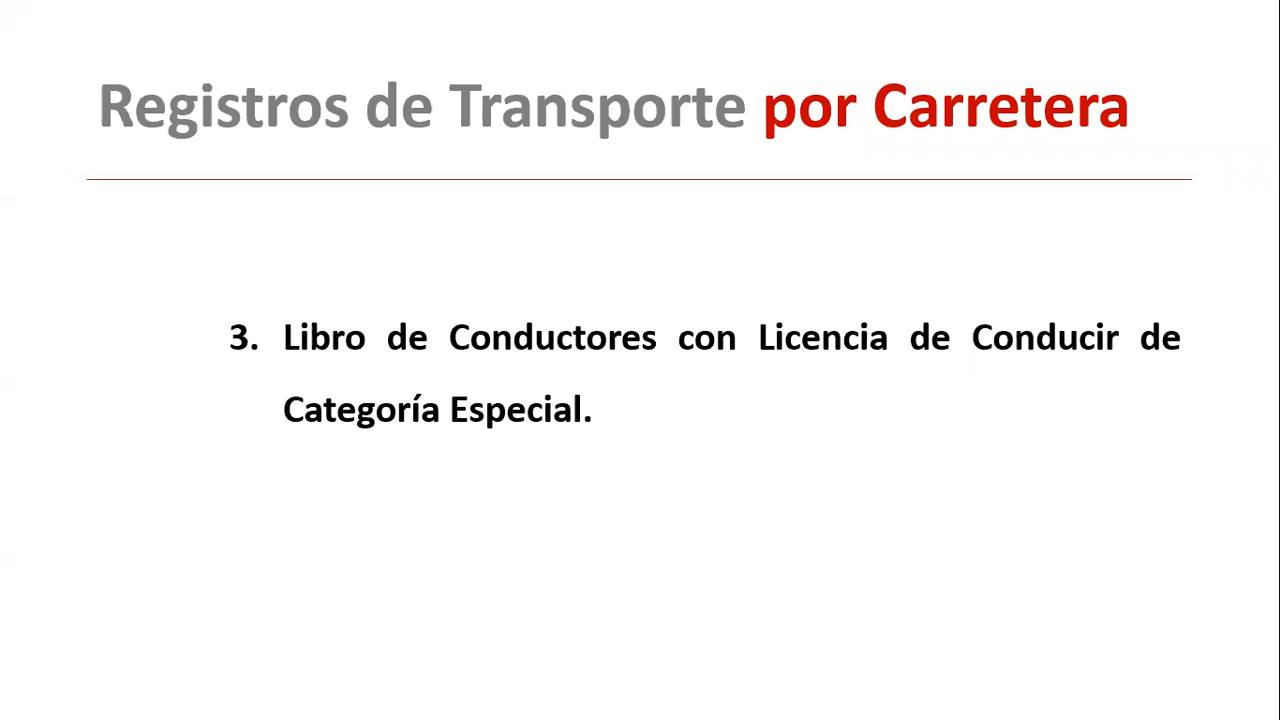 Registros de Transporte por Carretera
3. Libro de Conductores con Licencia de Conducir de
Categoría Especial.